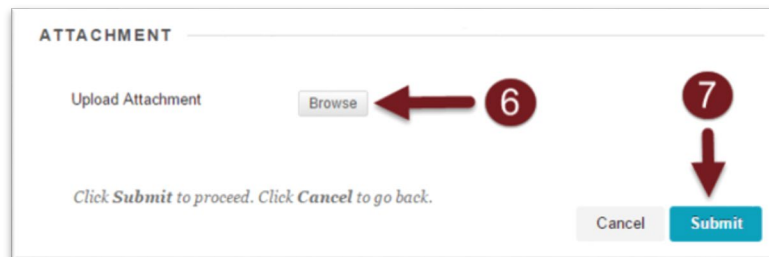 ATTACHMENT
Upload Attachment
Browse
6
7
Click Submit to proceed. Click Cancel to go back.
Cancel
Submit